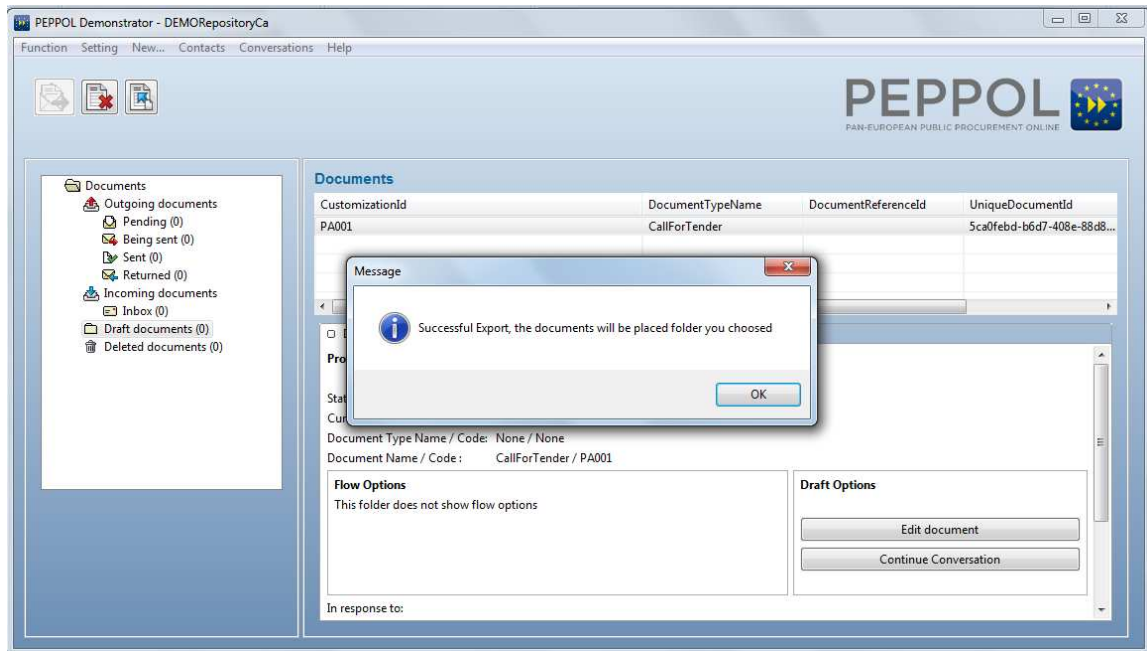 PEPPOL Demonstrator - DEMORepositoryCa
Function Setting New... Contacts Conversations Help
PEPPOL
PAN-EUROPEAN PUBLIC PROCUREMENT ONLINE
Documents
Outgoing documents
Pending (0)
Being sent (0)
Sent (0)
Returned (0)
Incoming documents
Inbox (0)
Draft documents (0)
Deleted documents (0)
Documents
CustomizationId DocumentTypeName DocumentReferenceId UniqueDocumentId
PA001 CallForTender 5ca0febd-b6d7-408e-88d8...
Message
Successful Export, the documents will be placed folder you choosed
OK
Pro
Stat
Cur
Document Type Name / Code: None / None
Document Name / Code : CallForTender / PA001
Flow Options
This folder does not show flow options
Draft Options
Edit document
Continue Conversation
In response to: